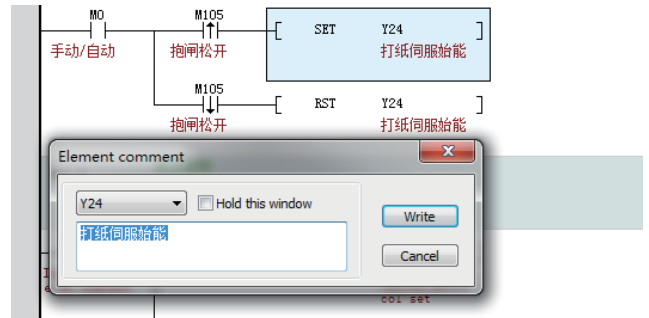 M0 M105
[ SET Y24 ]
手动/自动 抱闸松开 打纸伺服始能
M105
[ RST Y24 ]
抱闸松开 打纸伺服始能
Element comment
Y24 Hold this window
打纸伺服始能
Write
Cancel
col set